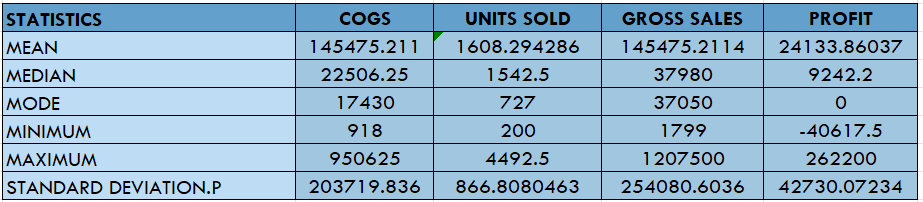 STATISTICS COGS UNITS SOLD GROSS SALES PROFIT
MEAN 145475.211 1608.294286 145475.2114 24133.86037
MEDIAN 22506.25 1542.5 37980 9242.2
MODE 17430 727 37050 0
MINIMUM 918 200 1799 -40617.5
MAXIMUM 950625 4492.5 1207500 262200
STANDARD DEVIATION.P 203719.836 866.8080463 254080.6036 42730.07234